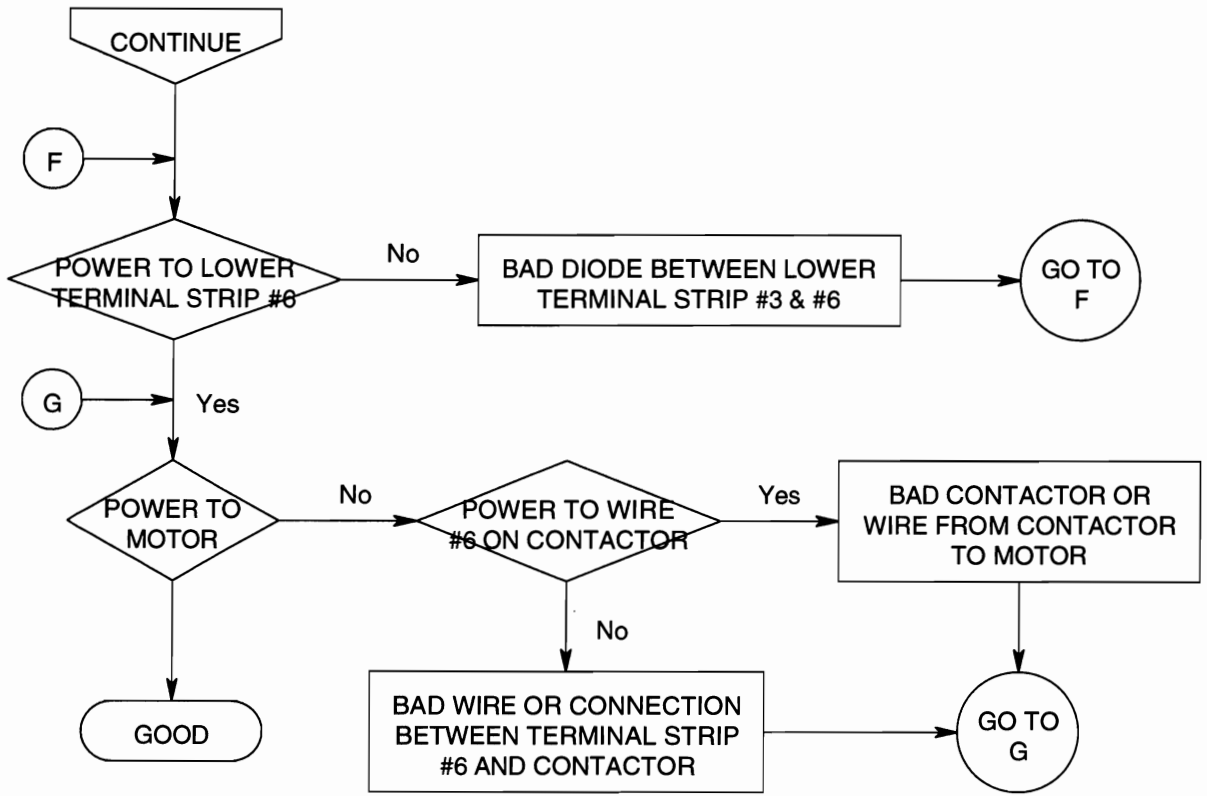 CONTINUE
F
POWER TO LOWER
TERMINAL STRIP #6
No
BAD DIODE BETWEEN LOWER
TERMINAL STRIP #3 & #6
GO TO
F
G
Yes
POWER TO
MOTOR
No
POWER TO WIRE
#6 ON CONTACTOR
Yes
BAD CONTACTOR OR
WIRE FROM CONTACTOR
TO MOTOR
No
GOOD
BAD WIRE OR CONNECTION
BETWEEN TERMINAL STRIP
#6 AND CONTACTOR
GO TO
G